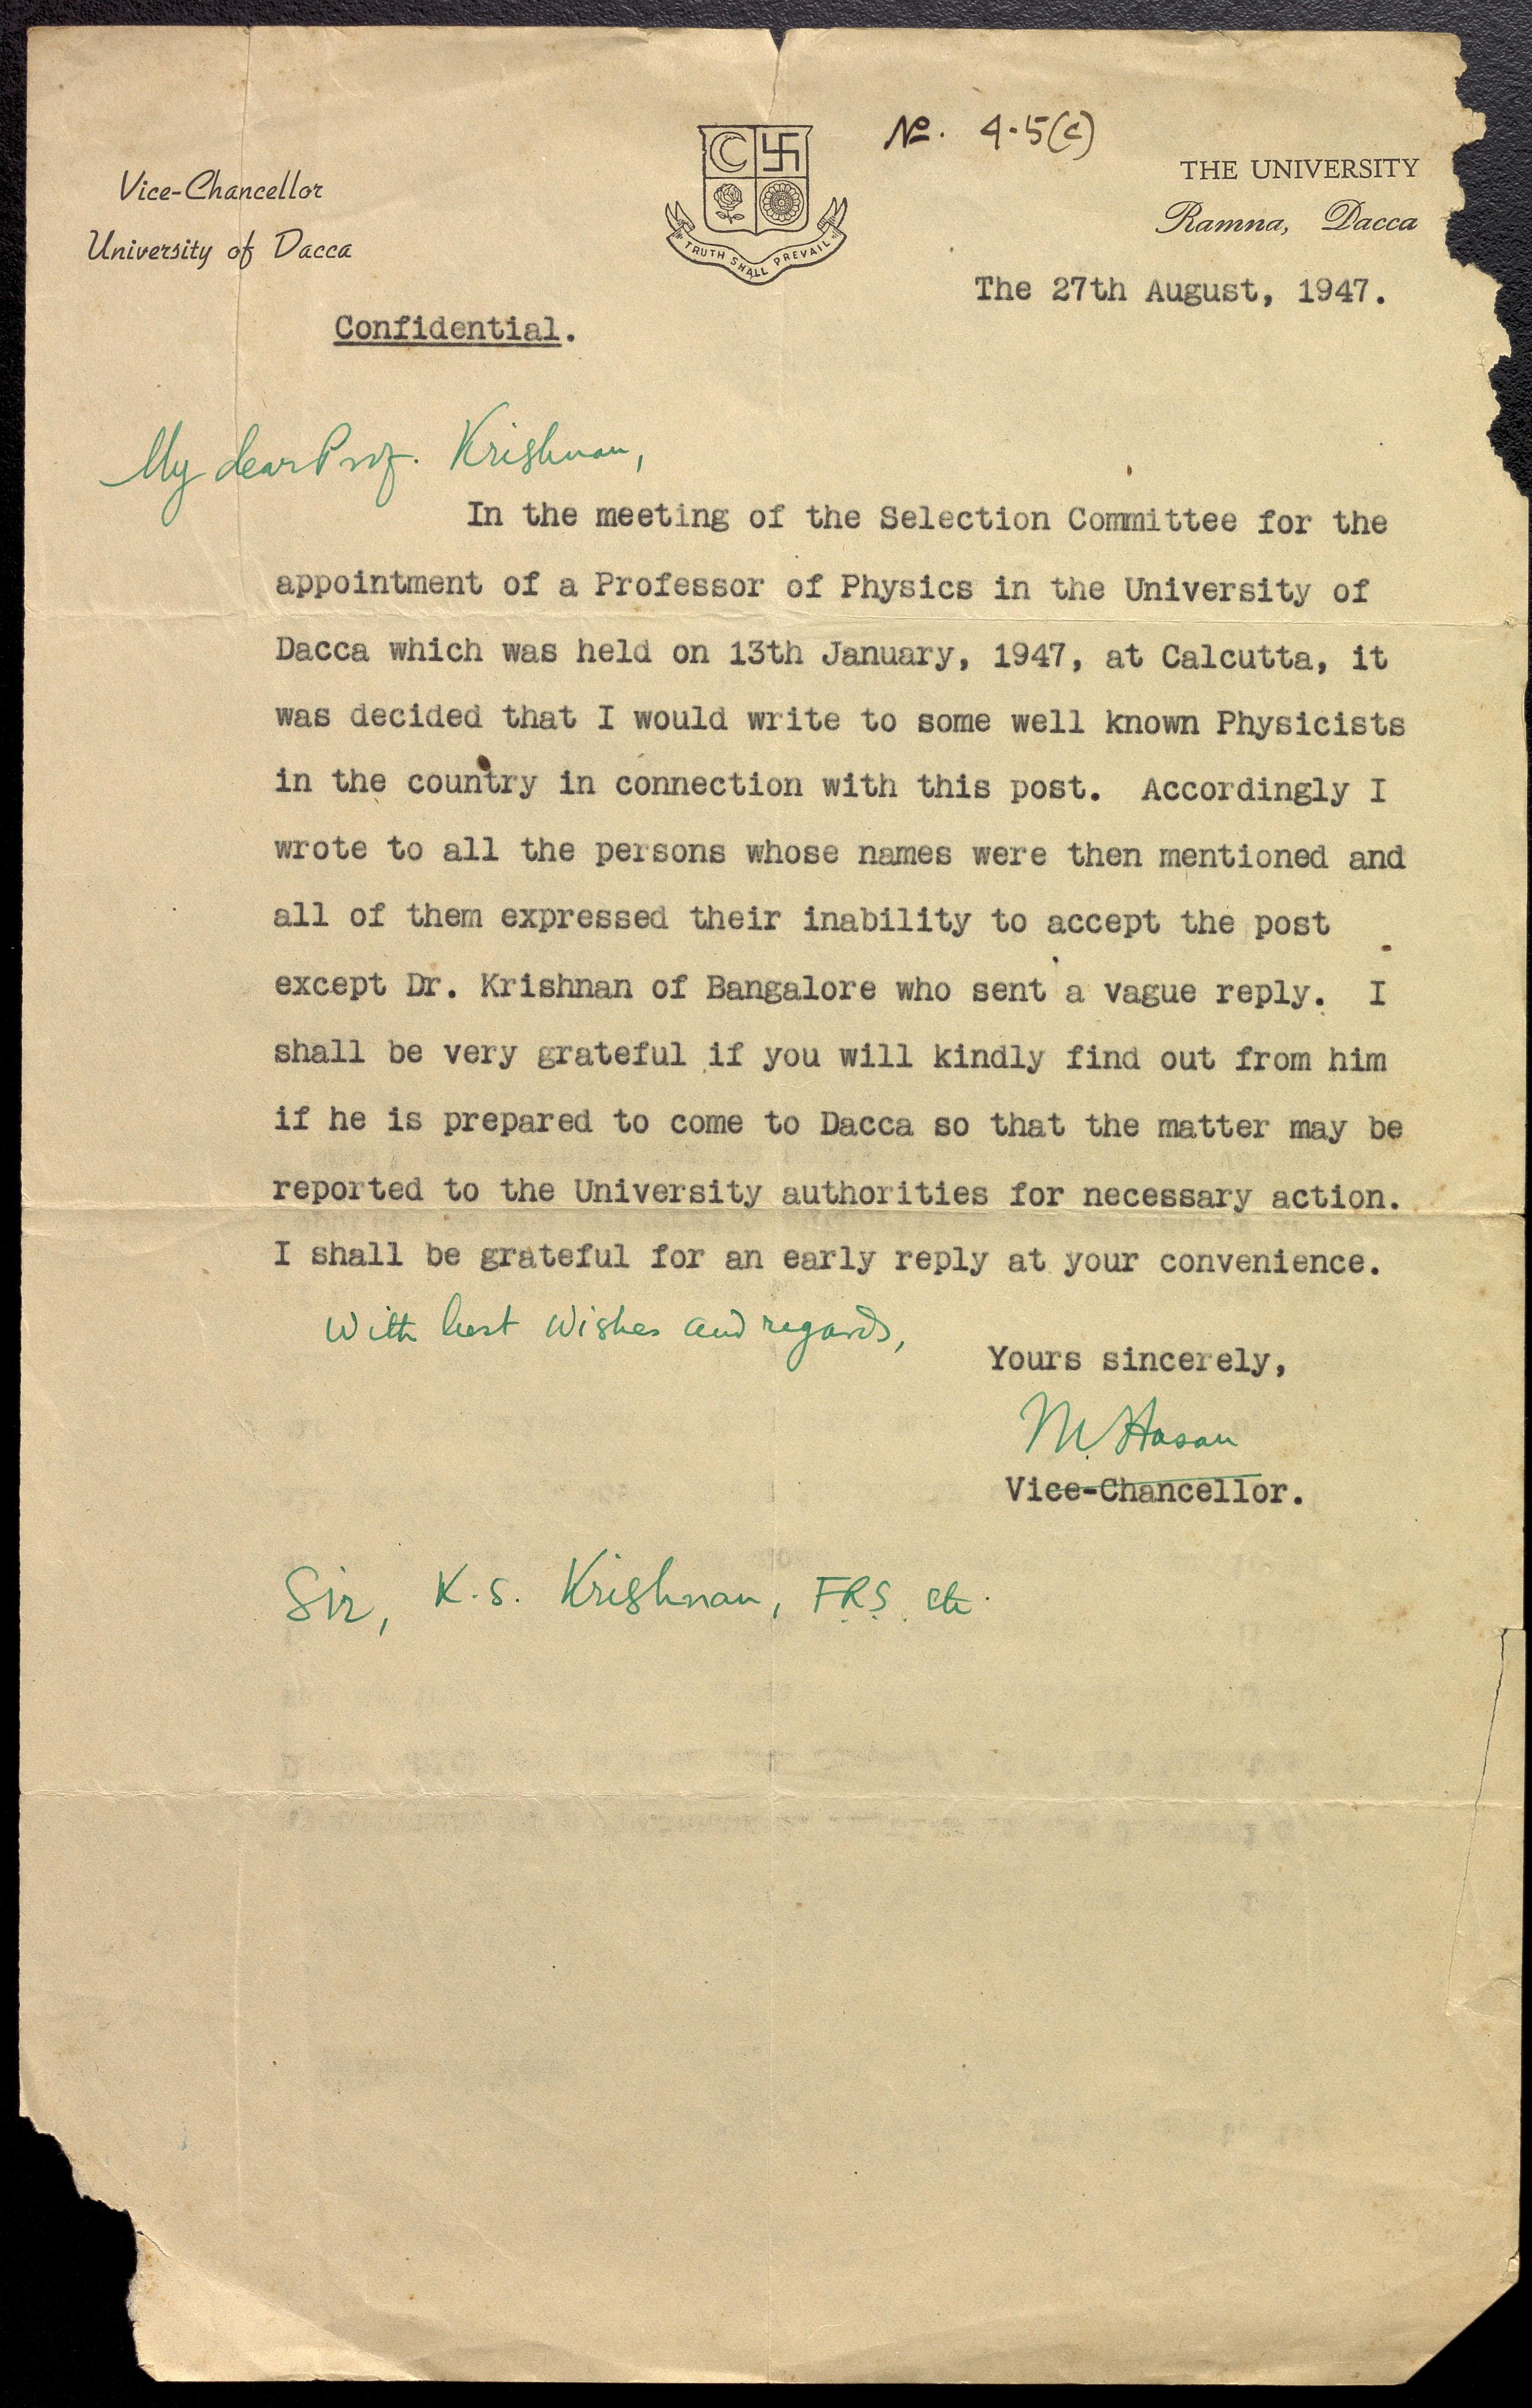 No. 4.5(c)
Vice-Chancellor
University of Dacca
TRUTH SHALL PREVAIL
THE UNIVERSITY
Ramna, Dacca
The 27th August, 1947.
Confidential.
My dear Prof. Krishnan,
In the meeting of the Selection Committee for the
appointment of a Professor of Physics in the University of
Dacca which was held on 13th January, 1947, at Calcutta, it
was decided that I would write to some well known Physicists
in the country in connection with this post. Accordingly I
wrote to all the persons whose names were then mentioned and
all of them expressed their inability to accept the post
except Dr. Krishnan of Bangalore who sent a vague reply. I
shall be very grateful if you will kindly find out from him
if he is prepared to come to Dacca so that the matter may be
reported to the University authorities for necessary action.
I shall be grateful for an early reply at your convenience.
With best wishes and regards,
Yours sincerely,
M. Hasan
Vice-Chancellor.
Sir, K.S. Krishnan, F.R.S. etc.